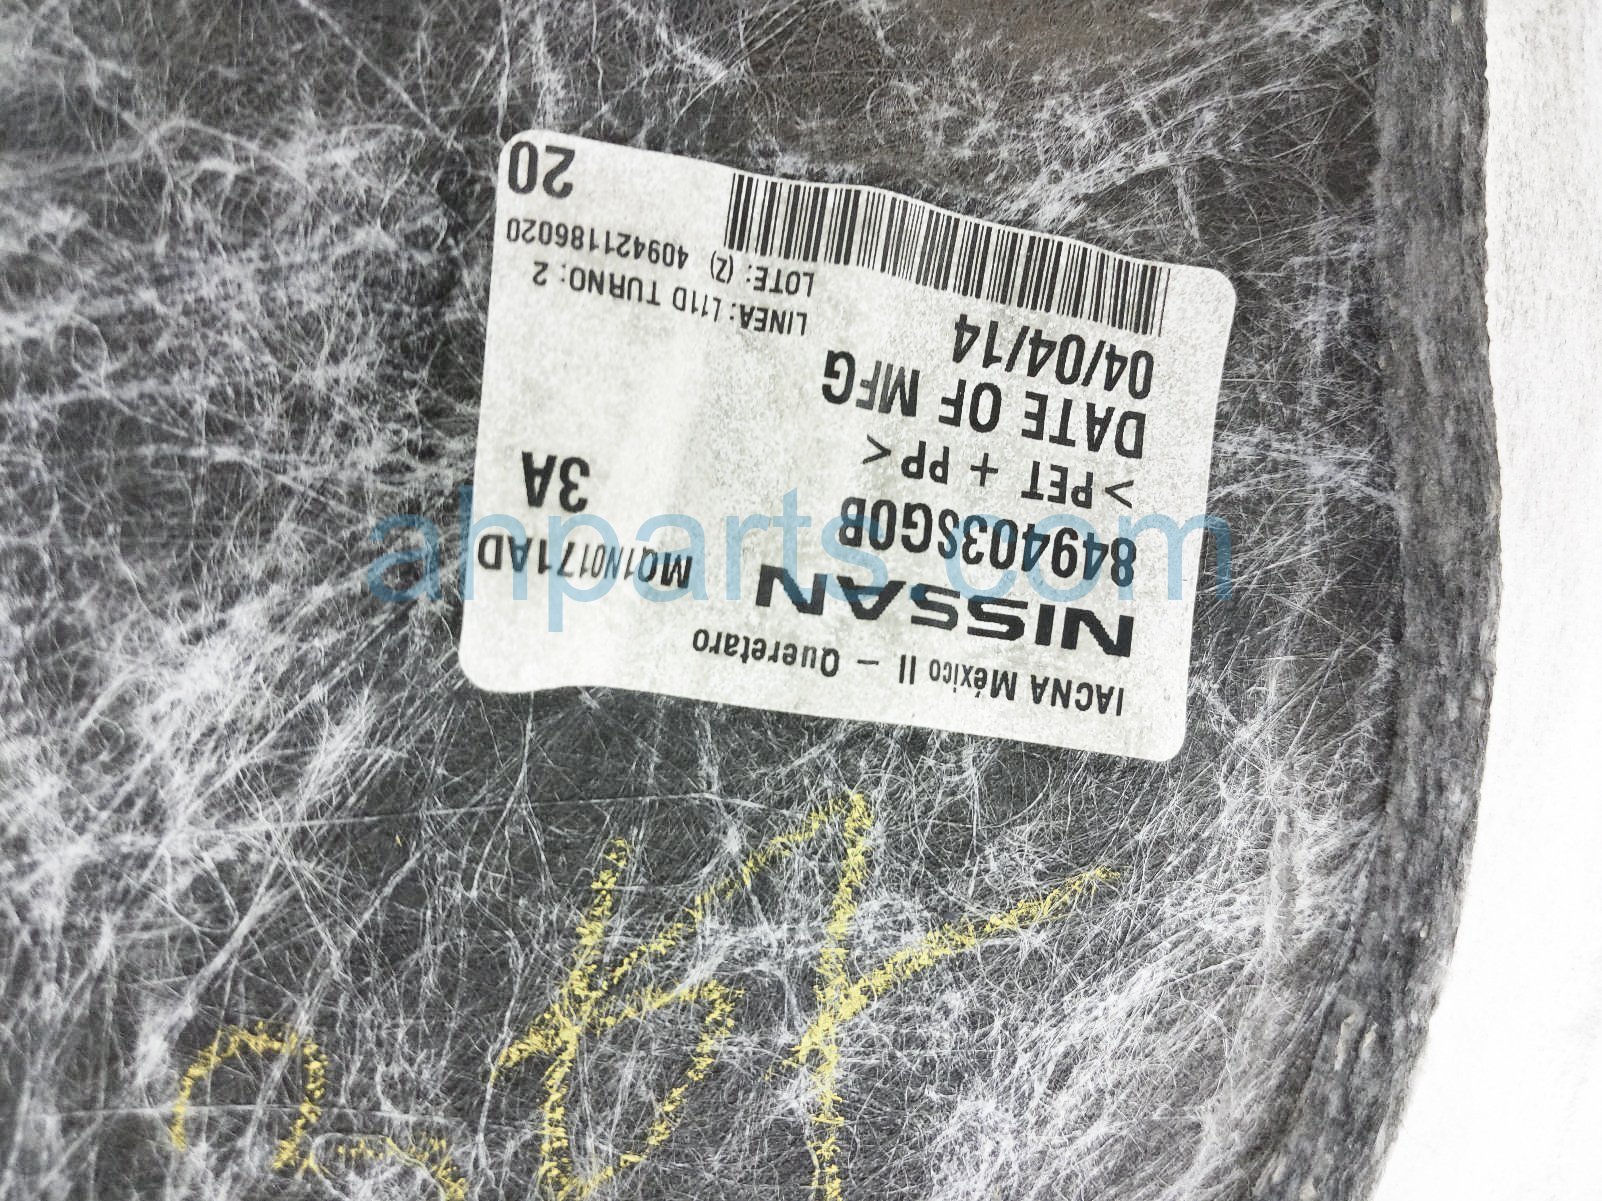 IACNA México II - Queretaro
NISSAN MQ1N0171AD
849403SG0B 3A
>PET + PP<
DATE OF MFG
04/04/14
LINEA: L11D TURNO: 2
LOTE: (Z) 409421186020
20
ahparts.com